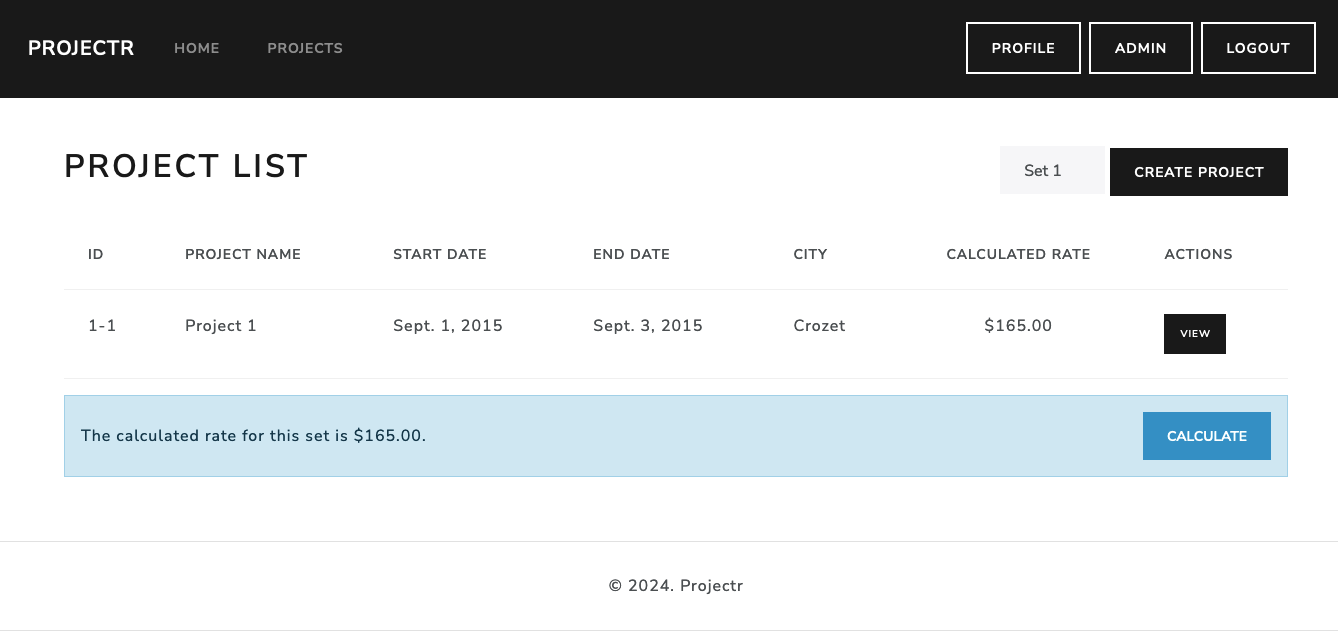 PROJECTR HOME PROJECTS PROFILE ADMIN LOGOUT
PROJECT LIST Set 1 CREATE PROJECT
ID PROJECT NAME START DATE END DATE CITY CALCULATED RATE ACTIONS
1-1 Project 1 Sept. 1, 2015 Sept. 3, 2015 Crozet $165.00 VIEW
The calculated rate for this set is $165.00. CALCULATE
© 2024. Projectr